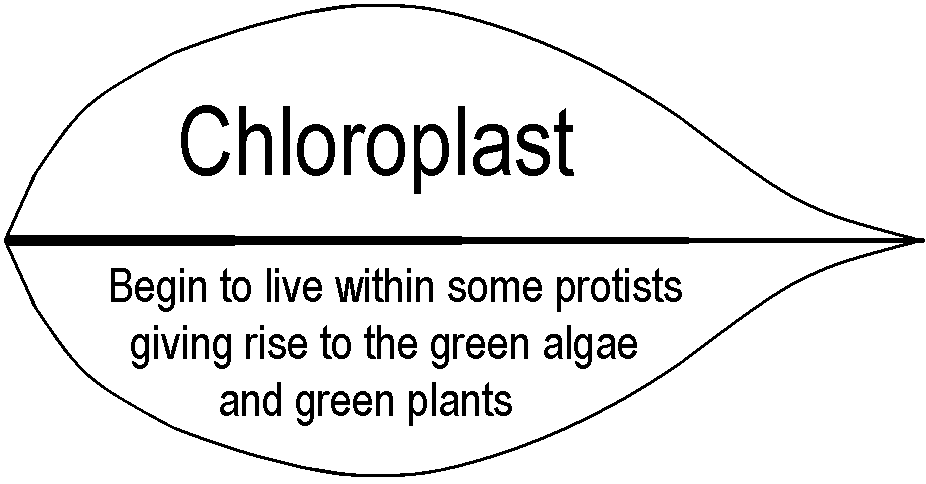 Chloroplast
Begin to live within some protists
giving rise to the green algae
and green plants